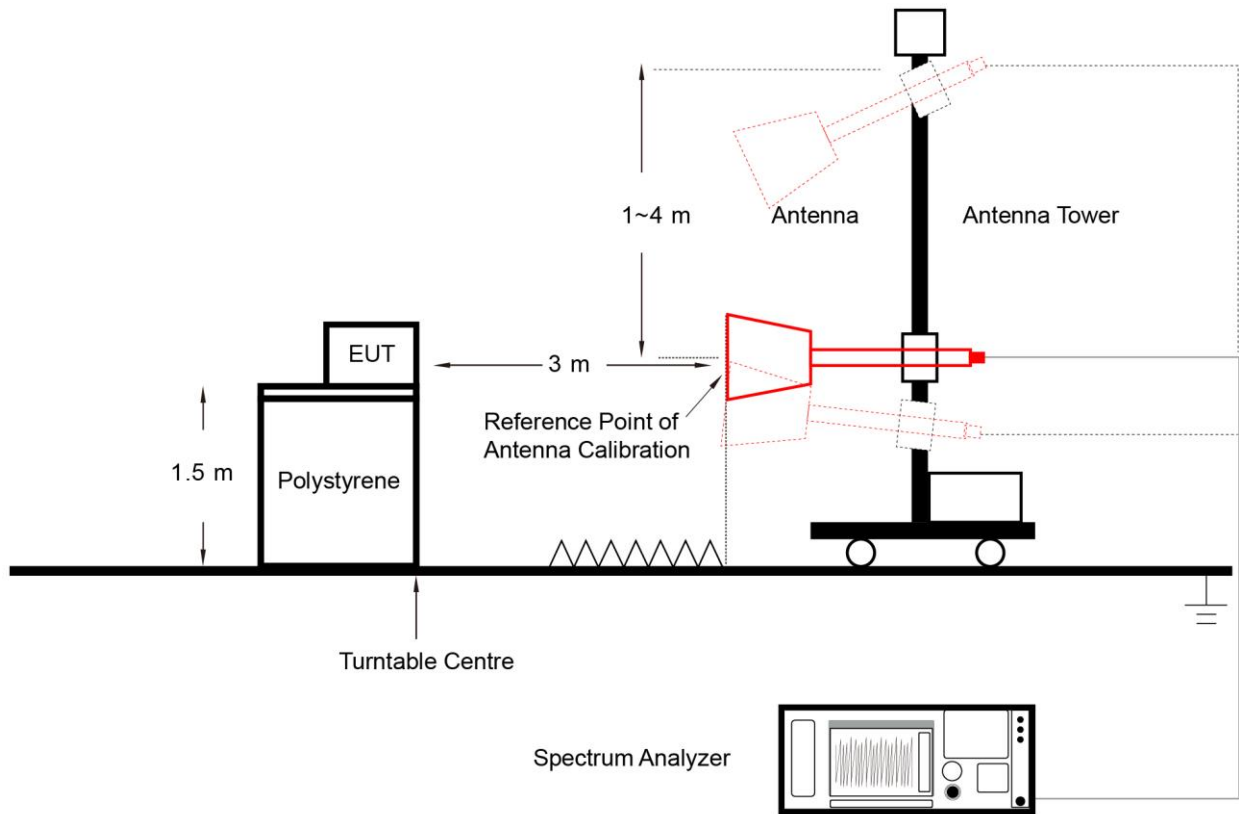 1~4 m
Antenna
Antenna Tower
EUT
3 m
Reference Point of
Antenna Calibration
1.5 m
Polystyrene
Turntable Centre
Spectrum Analyzer